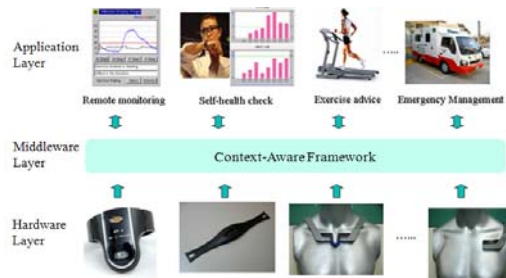 Application
Layer
Remote monitoring
Self-health check
Exercise advice
Emergency Management
......
Middleware
Layer
Context-Aware Framework
Hardware
Layer
......